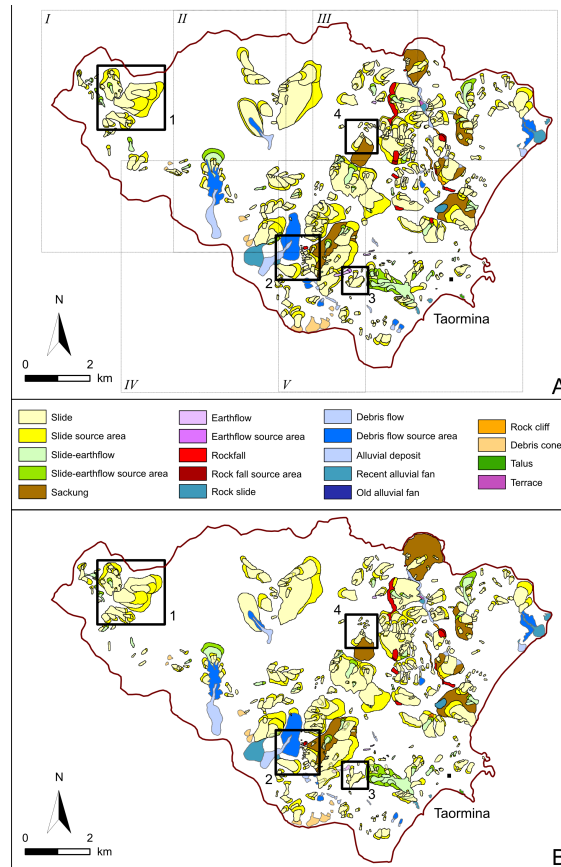 I II III
1
4
2
3
Taormina
N
0 2
km
IV V
A
Slide
Slide source area
Slide-earthflow
Slide-earthflow source area
Sackung
Earthflow
Earthflow source area
Rockfall
Rock fall source area
Rock slide
Debris flow
Debris flow source area
Alluvial deposit
Recent alluvial fan
Old alluvial fan
Rock cliff
Debris cone
Talus
Terrace
1
4
2
3
Taormina
N
0 2
km
B